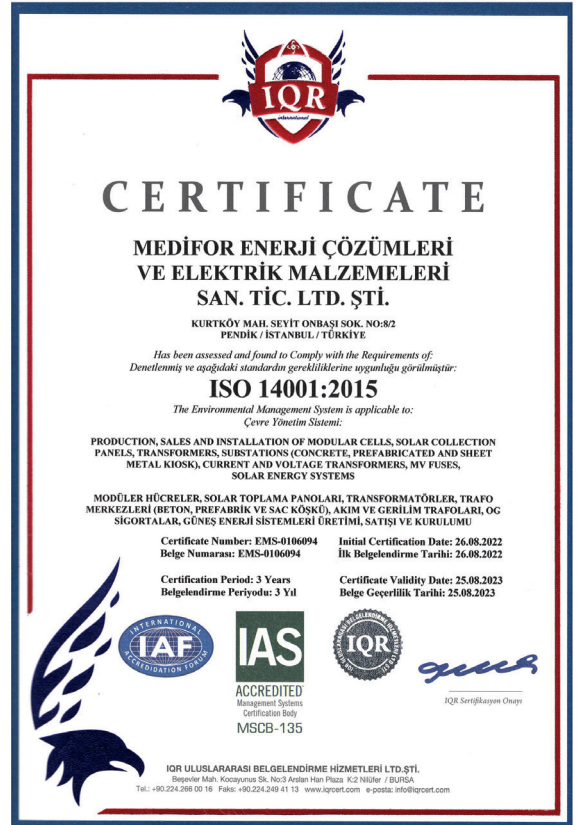 IQR
international
CERTIFICATE
MEDİFOR ENERJİ ÇÖZÜMLERİ
VE ELEKTRİK MALZEMELERİ
SAN. TİC. LTD. ŞTİ.
KURTKÖY MAH. SEYİT ONBAŞI SOK. NO:8/2
PENDİK / İSTANBUL / TÜRKİYE
Has been assessed and found to Comply with the Requirements of:
Denetlenmiş ve aşağıdaki standardın gerekliliklerine uygunluğu görülmüştür:
ISO 14001:2015
The Environmental Management System is applicable to:
Çevre Yönetim Sistemi:
PRODUCTION, SALES AND INSTALLATION OF MODULAR CELLS, SOLAR COLLECTION
PANELS, TRANSFORMERS, SUBSTATIONS (CONCRETE, PREFABRICATED AND SHEET
METAL KIOSK), CURRENT AND VOLTAGE TRANSFORMERS, MV FUSES,
SOLAR ENERGY SYSTEMS
MODÜLER HÜCRELER, SOLAR TOPLAMA PANOLARI, TRANSFORMATÖRLER, TRAFO
MERKEZLERİ (BETON, PREFABRİK VE SAC KÖŞKÜ), AKIM VE GERİLİM TRAFOLARI, OG
SİGORTALAR, GÜNEŞ ENERJİ SİSTEMLERİ ÜRETİMİ, SATIŞI VE KURULUMU
Certificate Number: EMS-0106094
Belge Numarası: EMS-0106094
Initial Certification Date: 26.08.2022
İlk Belgelendirme Tarihi: 26.08.2022
Certification Period: 3 Years
Belgelendirme Periyodu: 3 Yıl
Certificate Validity Date: 25.08.2023
Belge Geçerlilik Tarihi: 25.08.2023
INTERNATIONAL
IAF
ACCREDITATION FORUM
IAS
ACCREDITED
Management Systems
Certification Body
MSCB-135
IQR
IQR Sertifikasyon Onayı
IQR ULUSLARARASI BELGELENDİRME HİZMETLERİ LTD.ŞTİ.
Beşevler Mah. Kocayunus Sk. No:3 Arslan Han Plaza K:2 Nilüfer / BURSA
Tel.: +90.224.266 00 16 Faks: +90.224.249 41 13 www.iqrcert.com e-posta: info@iqrcert.com